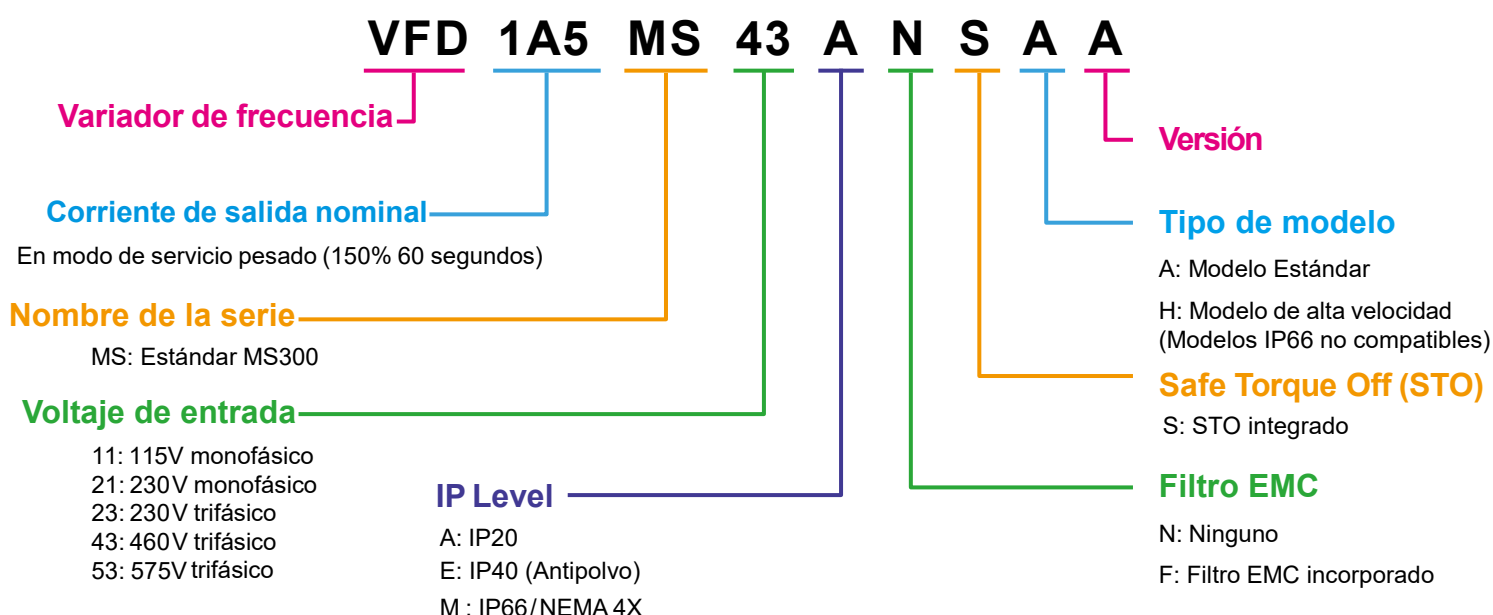 VFD 1A5 MS 43 A N S A A
Variador de frecuencia
Corriente de salida nominal
En modo de servicio pesado (150% 60 segundos)
Nombre de la serie
MS: Estándar MS300
Voltaje de entrada
11: 115V monofásico
21: 230V monofásico
23: 230V trifásico
43: 460V trifásico
53: 575V trifásico
IP Level
A: IP20
E: IP40 (Antipolvo)
M : IP66/NEMA 4X
Versión
Tipo de modelo
A: Modelo Estándar
H: Modelo de alta velocidad
(Modelos IP66 no compatibles)
Safe Torque Off (STO)
S: STO integrado
Filtro EMC
N: Ninguno
F: Filtro EMC incorporado